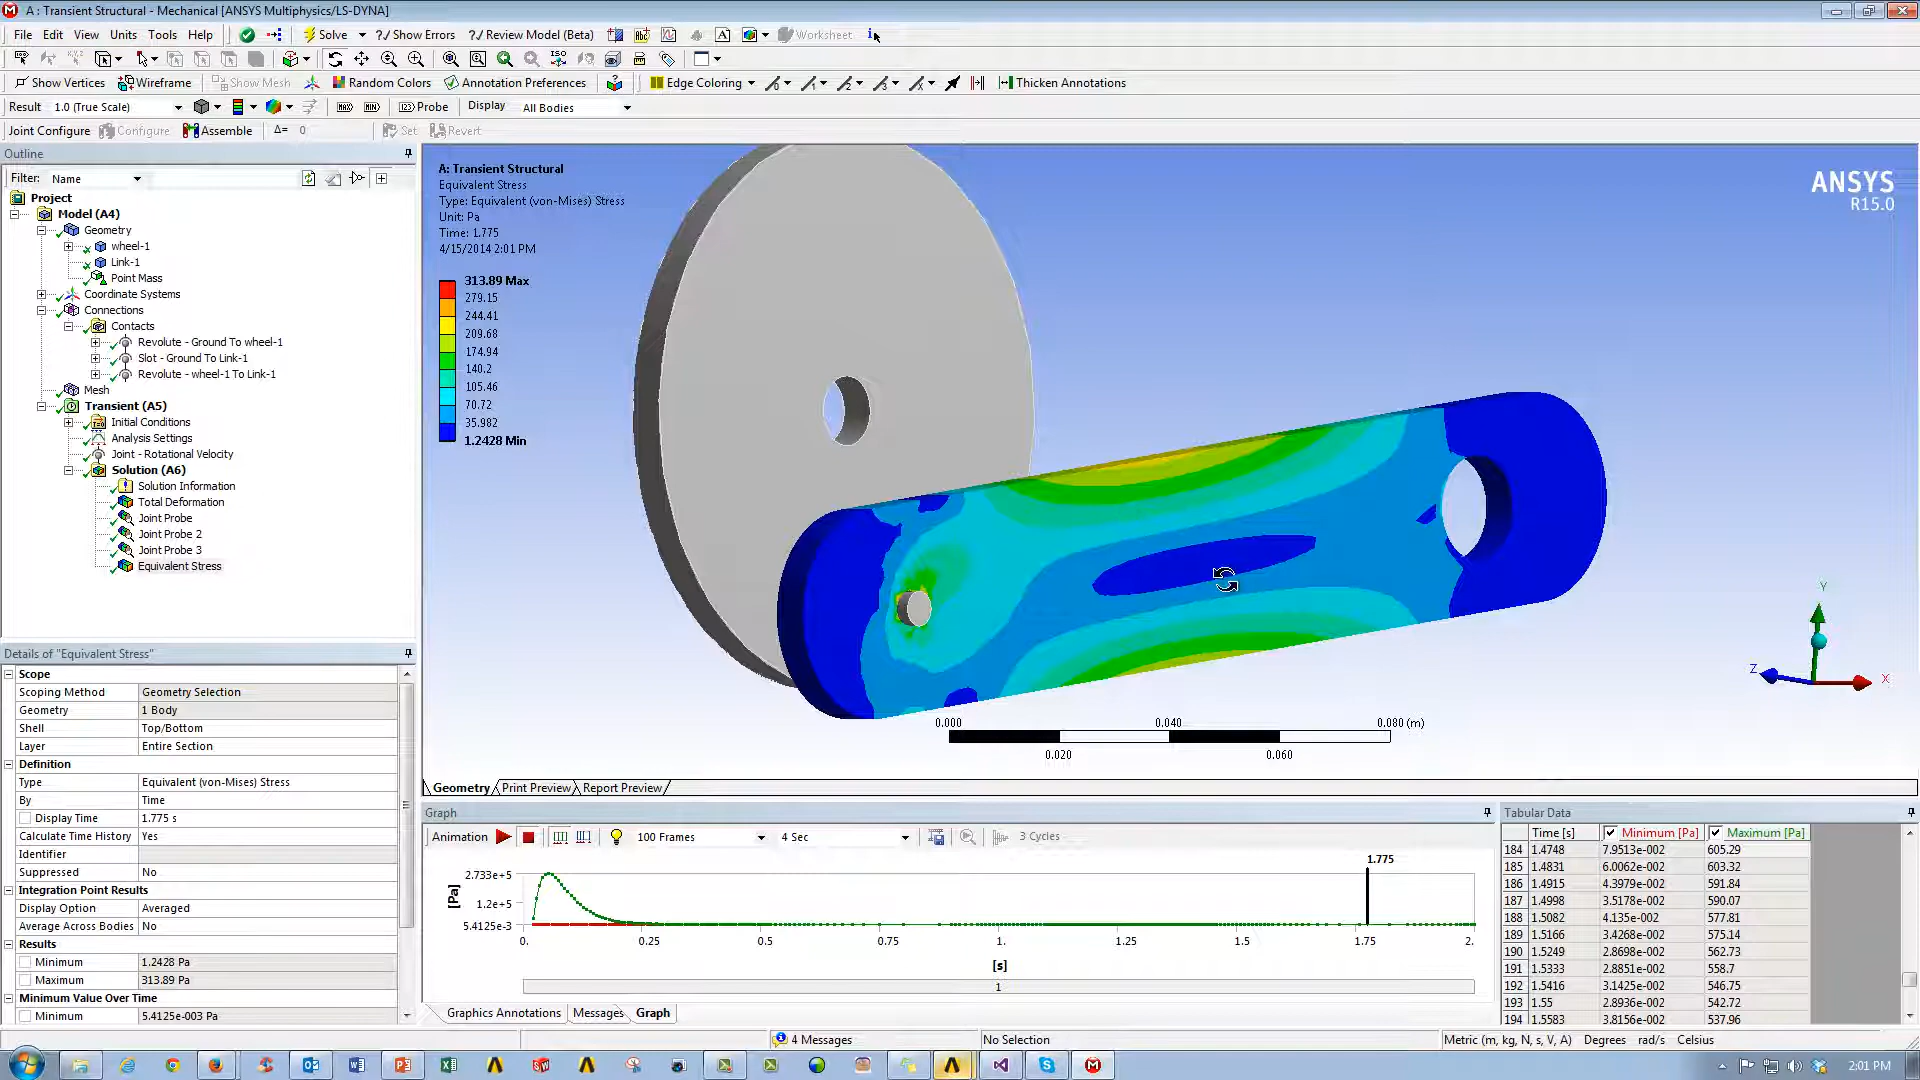 A : Transient Structural - Mechanical [ANSYS Multiphysics/LS-DYNA]
File Edit View Units Tools Help Solve ?/ Show Errors ?/ Review Model (Beta) Worksheet
Show Vertices Wireframe Show Mesh Random Colors Annotation Preferences Edge Coloring Thicken Annotations
Result 1.0 (True Scale) MAX MIN Probe Display All Bodies
Joint Configure Configure Assemble Δ= 0 Set Revert
Outline
Filter: Name
Project
Model (A4)
Geometry
wheel-1
Link-1
Point Mass
Coordinate Systems
Connections
Contacts
Revolute - Ground To wheel-1
Slot - Ground To Link-1
Revolute - wheel-1 To Link-1
Mesh
Transient (A5)
Initial Conditions
Analysis Settings
Joint - Rotational Velocity
Solution (A6)
Solution Information
Total Deformation
Joint Probe
Joint Probe 2
Joint Probe 3
Equivalent Stress
Details of "Equivalent Stress"
Scope
Scoping Method Geometry Selection
Geometry 1 Body
Shell Top/Bottom
Layer Entire Section
Definition
Type Equivalent (von-Mises) Stress
By Time
Display Time 1.775 s
Calculate Time History Yes
Identifier
Suppressed No
Integration Point Results
Display Option Averaged
Average Across Bodies No
Results
Minimum 1.2428 Pa
Maximum 313.89 Pa
Minimum Value Over Time
Minimum 5.4125e-003 Pa
A: Transient Structural
Equivalent Stress
Type: Equivalent (von-Mises) Stress
Unit: Pa
Time: 1.775
4/15/2014 2:01 PM
313.89 Max
279.15
244.41
209.68
174.94
140.2
105.46
70.72
35.982
1.2428 Min
ANSYS
R15.0
Y
Z
X
0.000 0.040 0.080 (m)
0.020 0.060
Geometry Print Preview Report Preview
Graph
Animation 100 Frames 4 Sec 3 Cycles
1.775
2.733e+5
1.2e+5
5.4125e-3
[Pa]
0. 0.25 0.5 0.75 1. 1.25 1.5 1.75 2.
[s]
1
Graphics Annotations Messages Graph
Tabular Data
Time [s] Minimum [Pa] Maximum [Pa]
184 1.4748 7.9513e-002 605.29
185 1.4831 6.0062e-002 603.32
186 1.4915 4.3979e-002 591.84
187 1.4998 3.5178e-002 590.07
188 1.5082 4.135e-002 577.81
189 1.5166 3.4268e-002 575.14
190 1.5249 2.8698e-002 562.73
191 1.5333 2.8851e-002 558.7
192 1.5416 3.1425e-002 546.75
193 1.55 2.8936e-002 542.72
194 1.5583 3.8156e-002 537.96
4 Messages No Selection Metric (m, kg, N, s, V, A) Degrees rad/s Celsius
2:01 PM